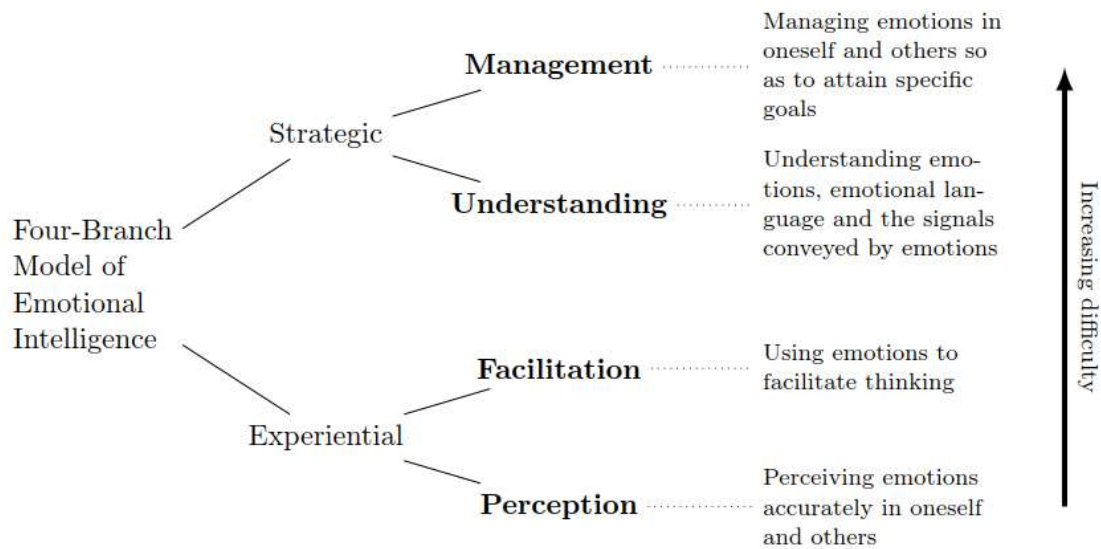 Four-Branch
Model of
Emotional
Intelligence
Strategic
Management
Managing emotions in
oneself and others so
as to attain specific
goals
Understanding
Understanding emo-
tions, emotional lan-
guage and the signals
conveyed by emotions
Experiential
Facilitation
Using emotions to
facilitate thinking
Perception
Perceiving emotions
accurately in oneself
and others
Increasing difficulty